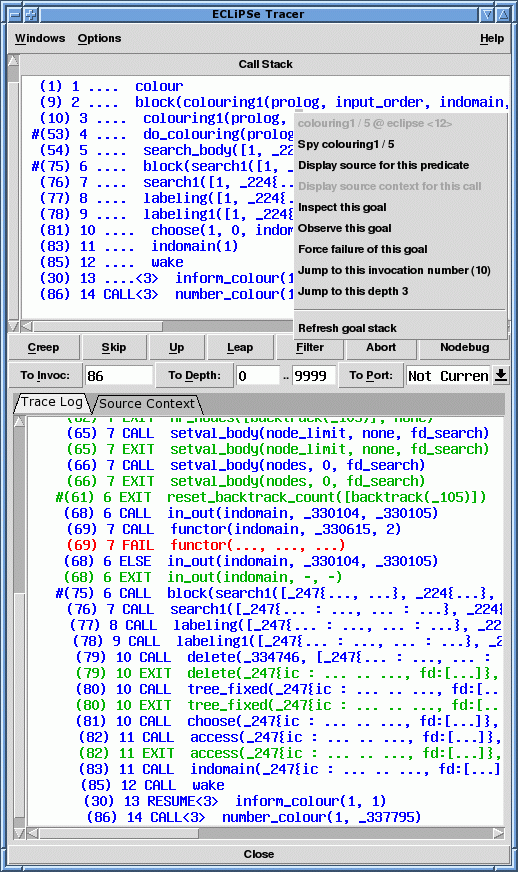 ECLiPSe Tracer
Windows Options Help
Call Stack
(1) 1 .... colour
(9) 2 .... block(colouring1(prolog, input_order, indomain,
(10) 3 .... colouring1(prolog,
#(53) 4 .... do_colouring(prolog
(54) 5 .... search_body([1, _224
#(75) 6 .... block(search1([1, _
(76) 7 .... search1([1, _224{..
(77) 8 .... labeling([1, _224{..
(78) 9 .... labeling1([1, _224{
(81) 10 .... choose(1, 0, indom
(83) 11 .... indomain(1)
(85) 12 .... wake
(30) 13 ....<3> inform_colour(1
(86) 14 CALL<3> number_colour(1
colouring1 / 5 @ eclipse <12>
Spy colouring1 / 5
Display source for this predicate
Display source context for this call
Inspect this goal
Observe this goal
Force failure of this goal
Jump to this invocation number (10)
Jump to this depth 3
Refresh goal stack
Creep Skip Up Leap Filter Abort Nodebug
To Invoc: 86 To Depth: 0 .. 9999 To Port: Not Curren
Trace Log Source Context
(62) 7 EXIT nr_nodes([backtrack(_105)], none)
(65) 7 CALL setval_body(node_limit, none, fd_search)
(65) 7 EXIT setval_body(node_limit, none, fd_search)
(66) 7 CALL setval_body(nodes, 0, fd_search)
(66) 7 EXIT setval_body(nodes, 0, fd_search)
#(61) 6 EXIT reset_backtrack_count([backtrack(_105)])
(68) 6 CALL in_out(indomain, _330104, _330105)
(69) 7 CALL functor(indomain, _330615, 2)
(69) 7 FAIL functor(..., ..., ...)
(68) 6 ELSE in_out(indomain, _330104, _330105)
(68) 6 EXIT in_out(indomain, -, -)
#(75) 6 CALL block(search1([_247{..., ...}, _224{...},
(76) 7 CALL search1([_247{... : ..., ... : ...}, _224{
(77) 8 CALL labeling([_247{... : ..., ... : ...}, _22
(78) 9 CALL labeling1([_247{... : ..., ... : ...}, _
(79) 10 CALL delete(_334746, [_247{... : ..., ... :
(79) 10 EXIT delete(_247{ic : ... .. ..., fd:[...]},
(80) 10 CALL tree_fixed(_247{ic : ... .. ..., fd:[...
(80) 10 EXIT tree_fixed(_247{ic : ... .. ..., fd:[...
(81) 10 CALL choose(_247{ic : ... .. ..., fd:[...]},
(82) 11 CALL access(_247{ic : ... .. ..., fd:[...]},
(82) 11 EXIT access(_247{ic : ... .. ..., fd:[...]},
(83) 11 CALL indomain(_247{ic : ... .. ..., fd:[...]
(85) 12 CALL wake
(30) 13 RESUME<3> inform_colour(1, 1)
(86) 14 CALL<3> number_colour(1, _337795)
Close